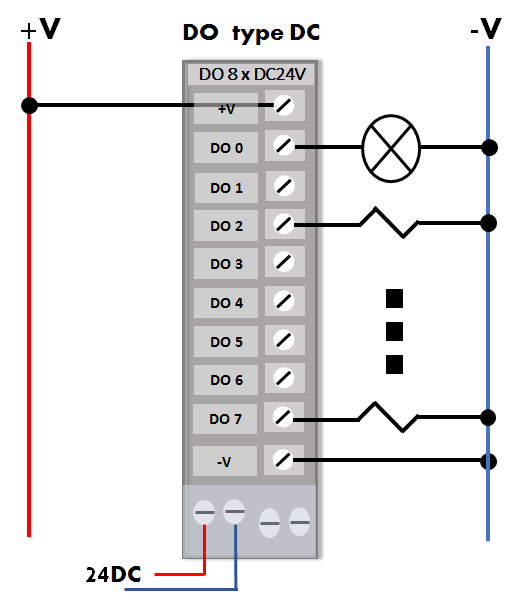 +V
DO type DC
-V
DO 8 x DC24V
+V
DO 0
DO 1
DO 2
DO 3
DO 4
DO 5
DO 6
DO 7
-V
24DC